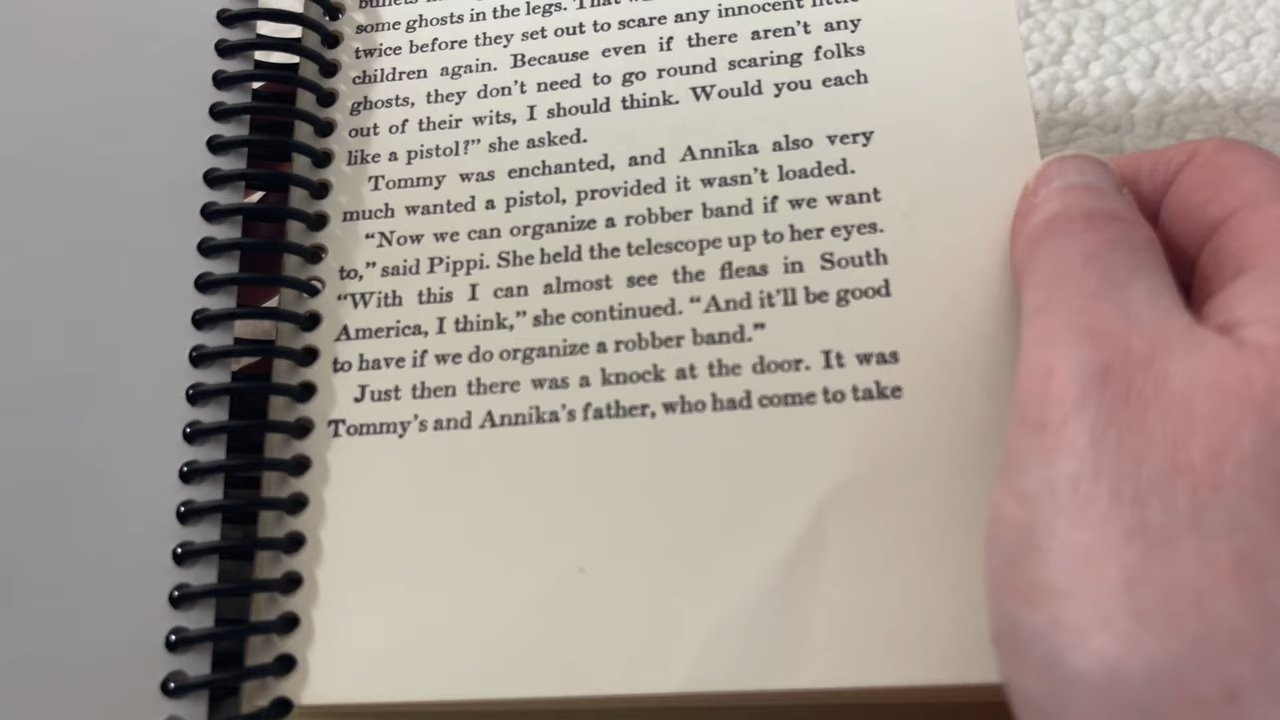 some ghosts in the legs. That
twice before they set out to scare any innocent little
children again. Because even if there aren't any
ghosts, they don't need to go round scaring folks
out of their wits, I should think. Would you each
like a pistol?” she asked.
Tommy was enchanted, and Annika also very
much wanted a pistol, provided it wasn't loaded.
“Now we can organize a robber band if we want
to,” said Pippi. She held the telescope up to her eyes.
“With this I can almost see the fleas in South
America, I think,” she continued. “And it'll be good
to have if we do organize a robber band.”
Just then there was a knock at the door. It was
Tommy's and Annika's father, who had come to take